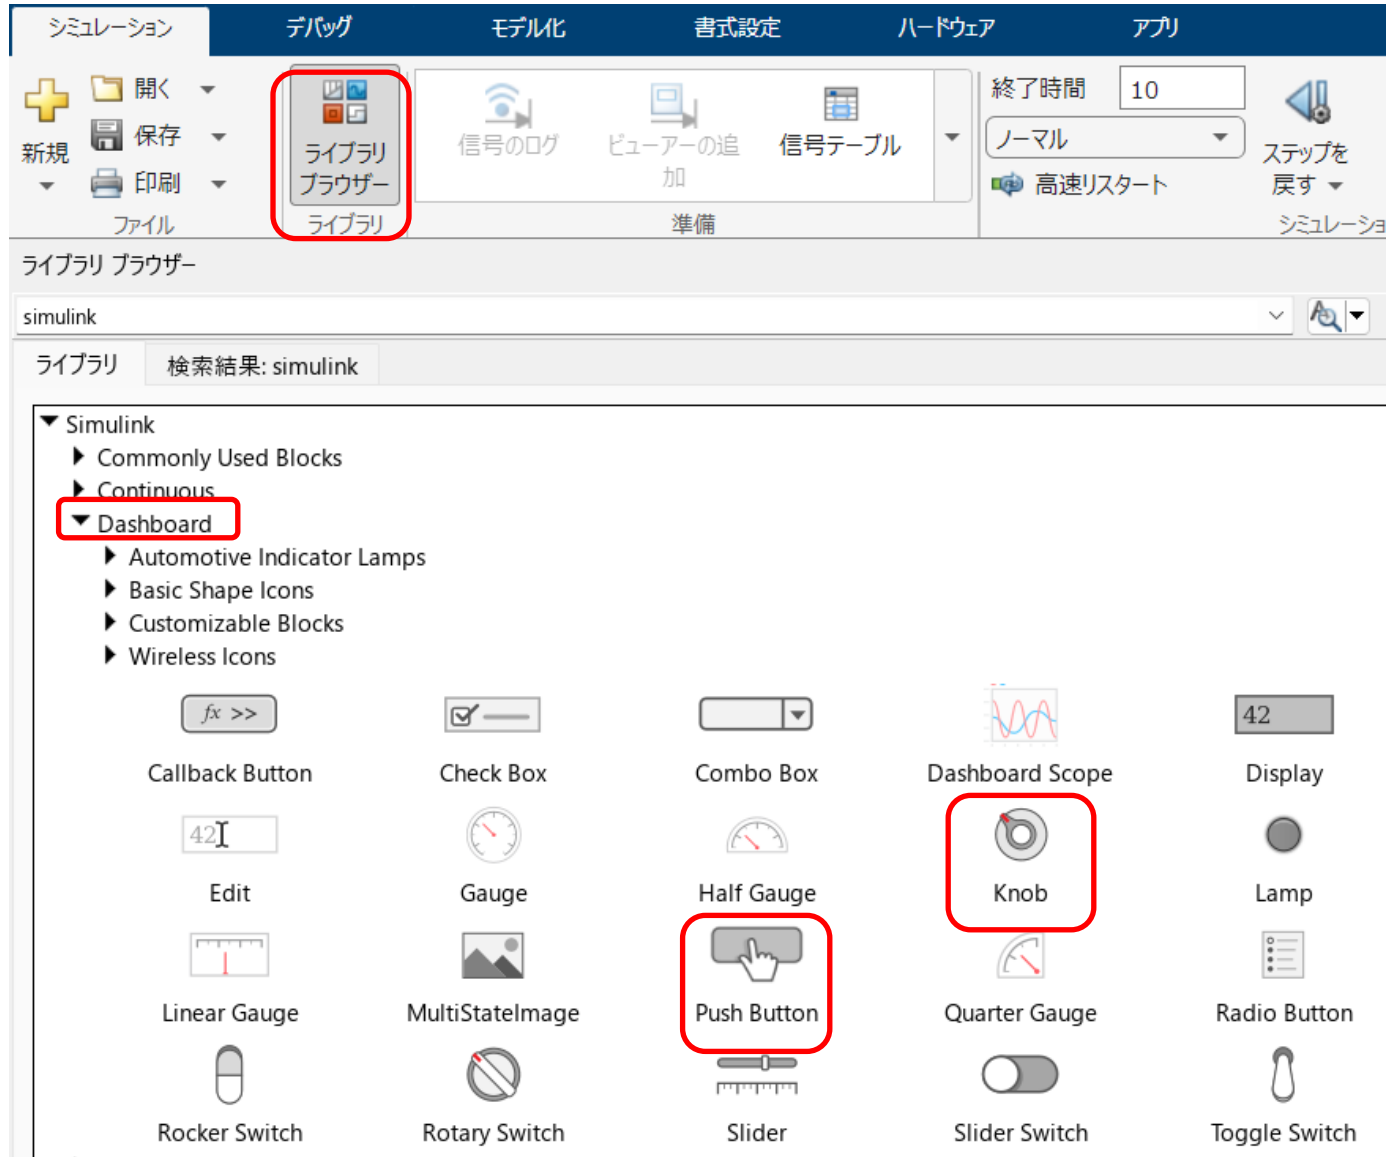 シミュレーション デバッグ モデル化 書式設定 ハードウェア アプリ
新規
開く
保存
印刷
ファイル
ライブラリ
ブラウザー
ライブラリ
信号のログ
ビューアーの追
加
信号テーブル
準備
終了時間 10
ノーマル
高速リスタート
ステップを
戻す
シミュレーショ
ライブラリ ブラウザー
simulink
ライブラリ 検索結果: simulink
Simulink
Commonly Used Blocks
Continuous
Dashboard
Automotive Indicator Lamps
Basic Shape Icons
Customizable Blocks
Wireless Icons
fx >> 42
Callback Button Check Box Combo Box Dashboard Scope Display
42
Edit Gauge Half Gauge Knob Lamp
Linear Gauge MultiStateImage Push Button Quarter Gauge Radio Button
Rocker Switch Rotary Switch Slider Slider Switch Toggle Switch